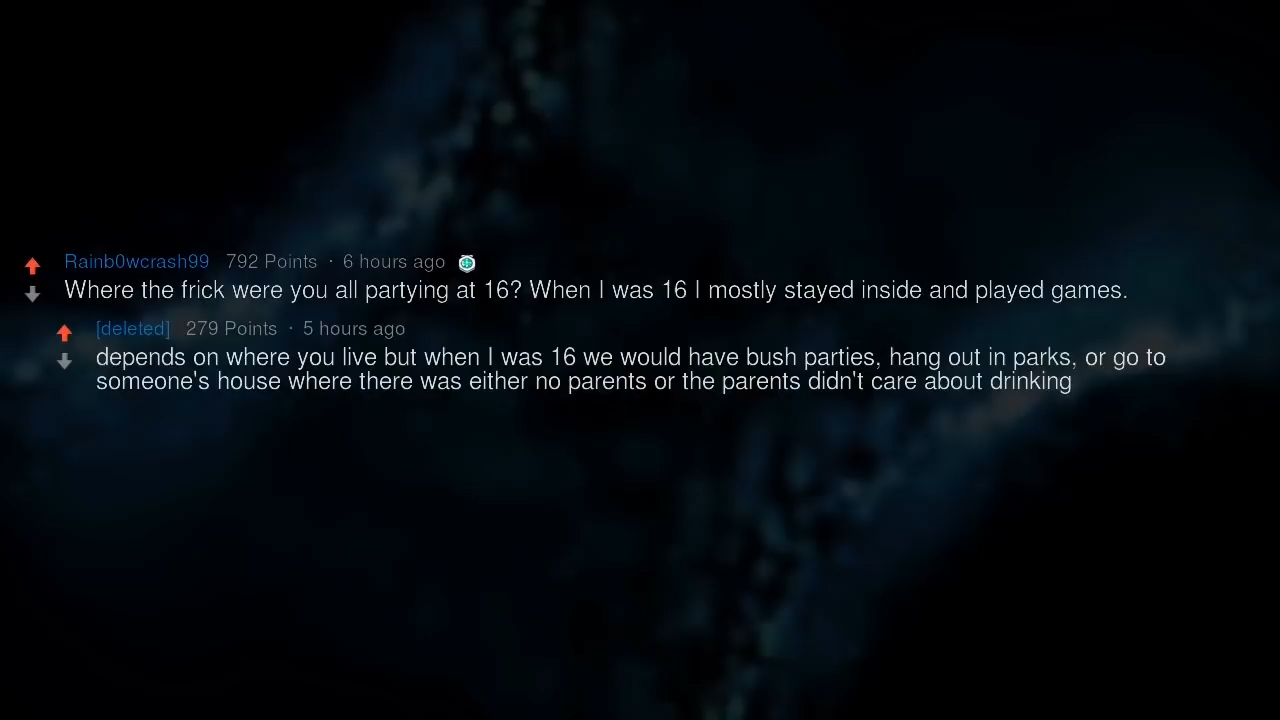 Rainb0wcrash99 792 Points · 6 hours ago
Where the frick were you all partying at 16? When I was 16 I mostly stayed inside and played games.
[deleted] 279 Points · 5 hours ago
depends on where you live but when I was 16 we would have bush parties, hang out in parks, or go to
someone's house where there was either no parents or the parents didn't care about drinking